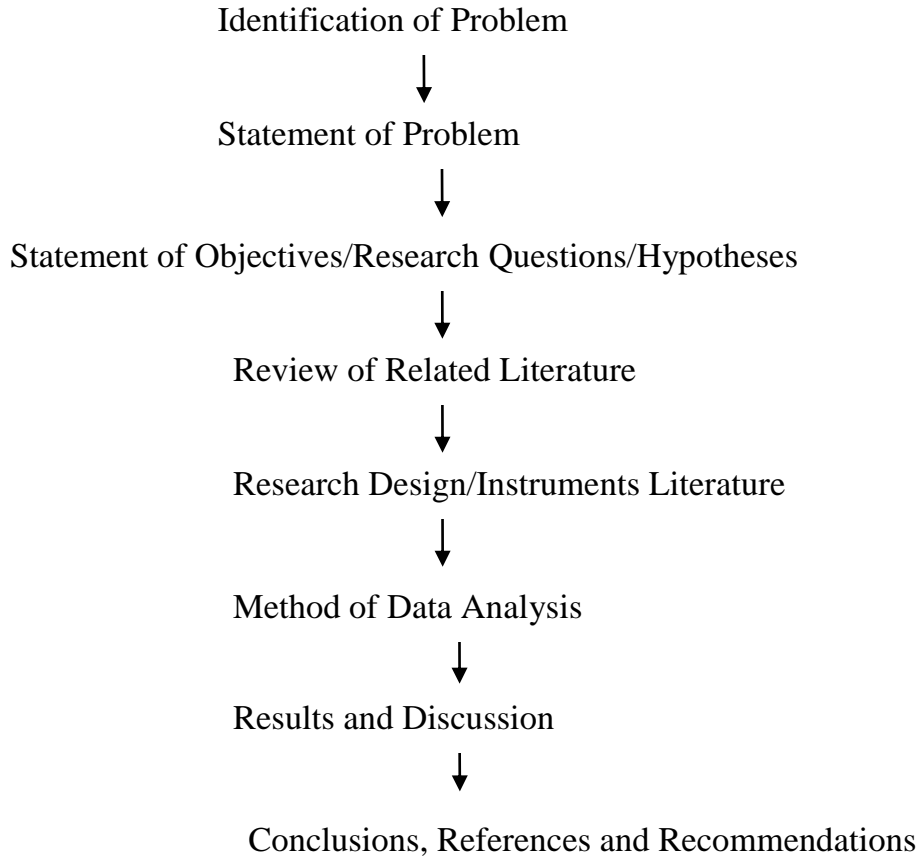 Identification of Problem
Statement of Problem
Statement of Objectives/Research Questions/Hypotheses
Review of Related Literature
Research Design/Instruments Literature
Method of Data Analysis
Results and Discussion
Conclusions, References and Recommendations